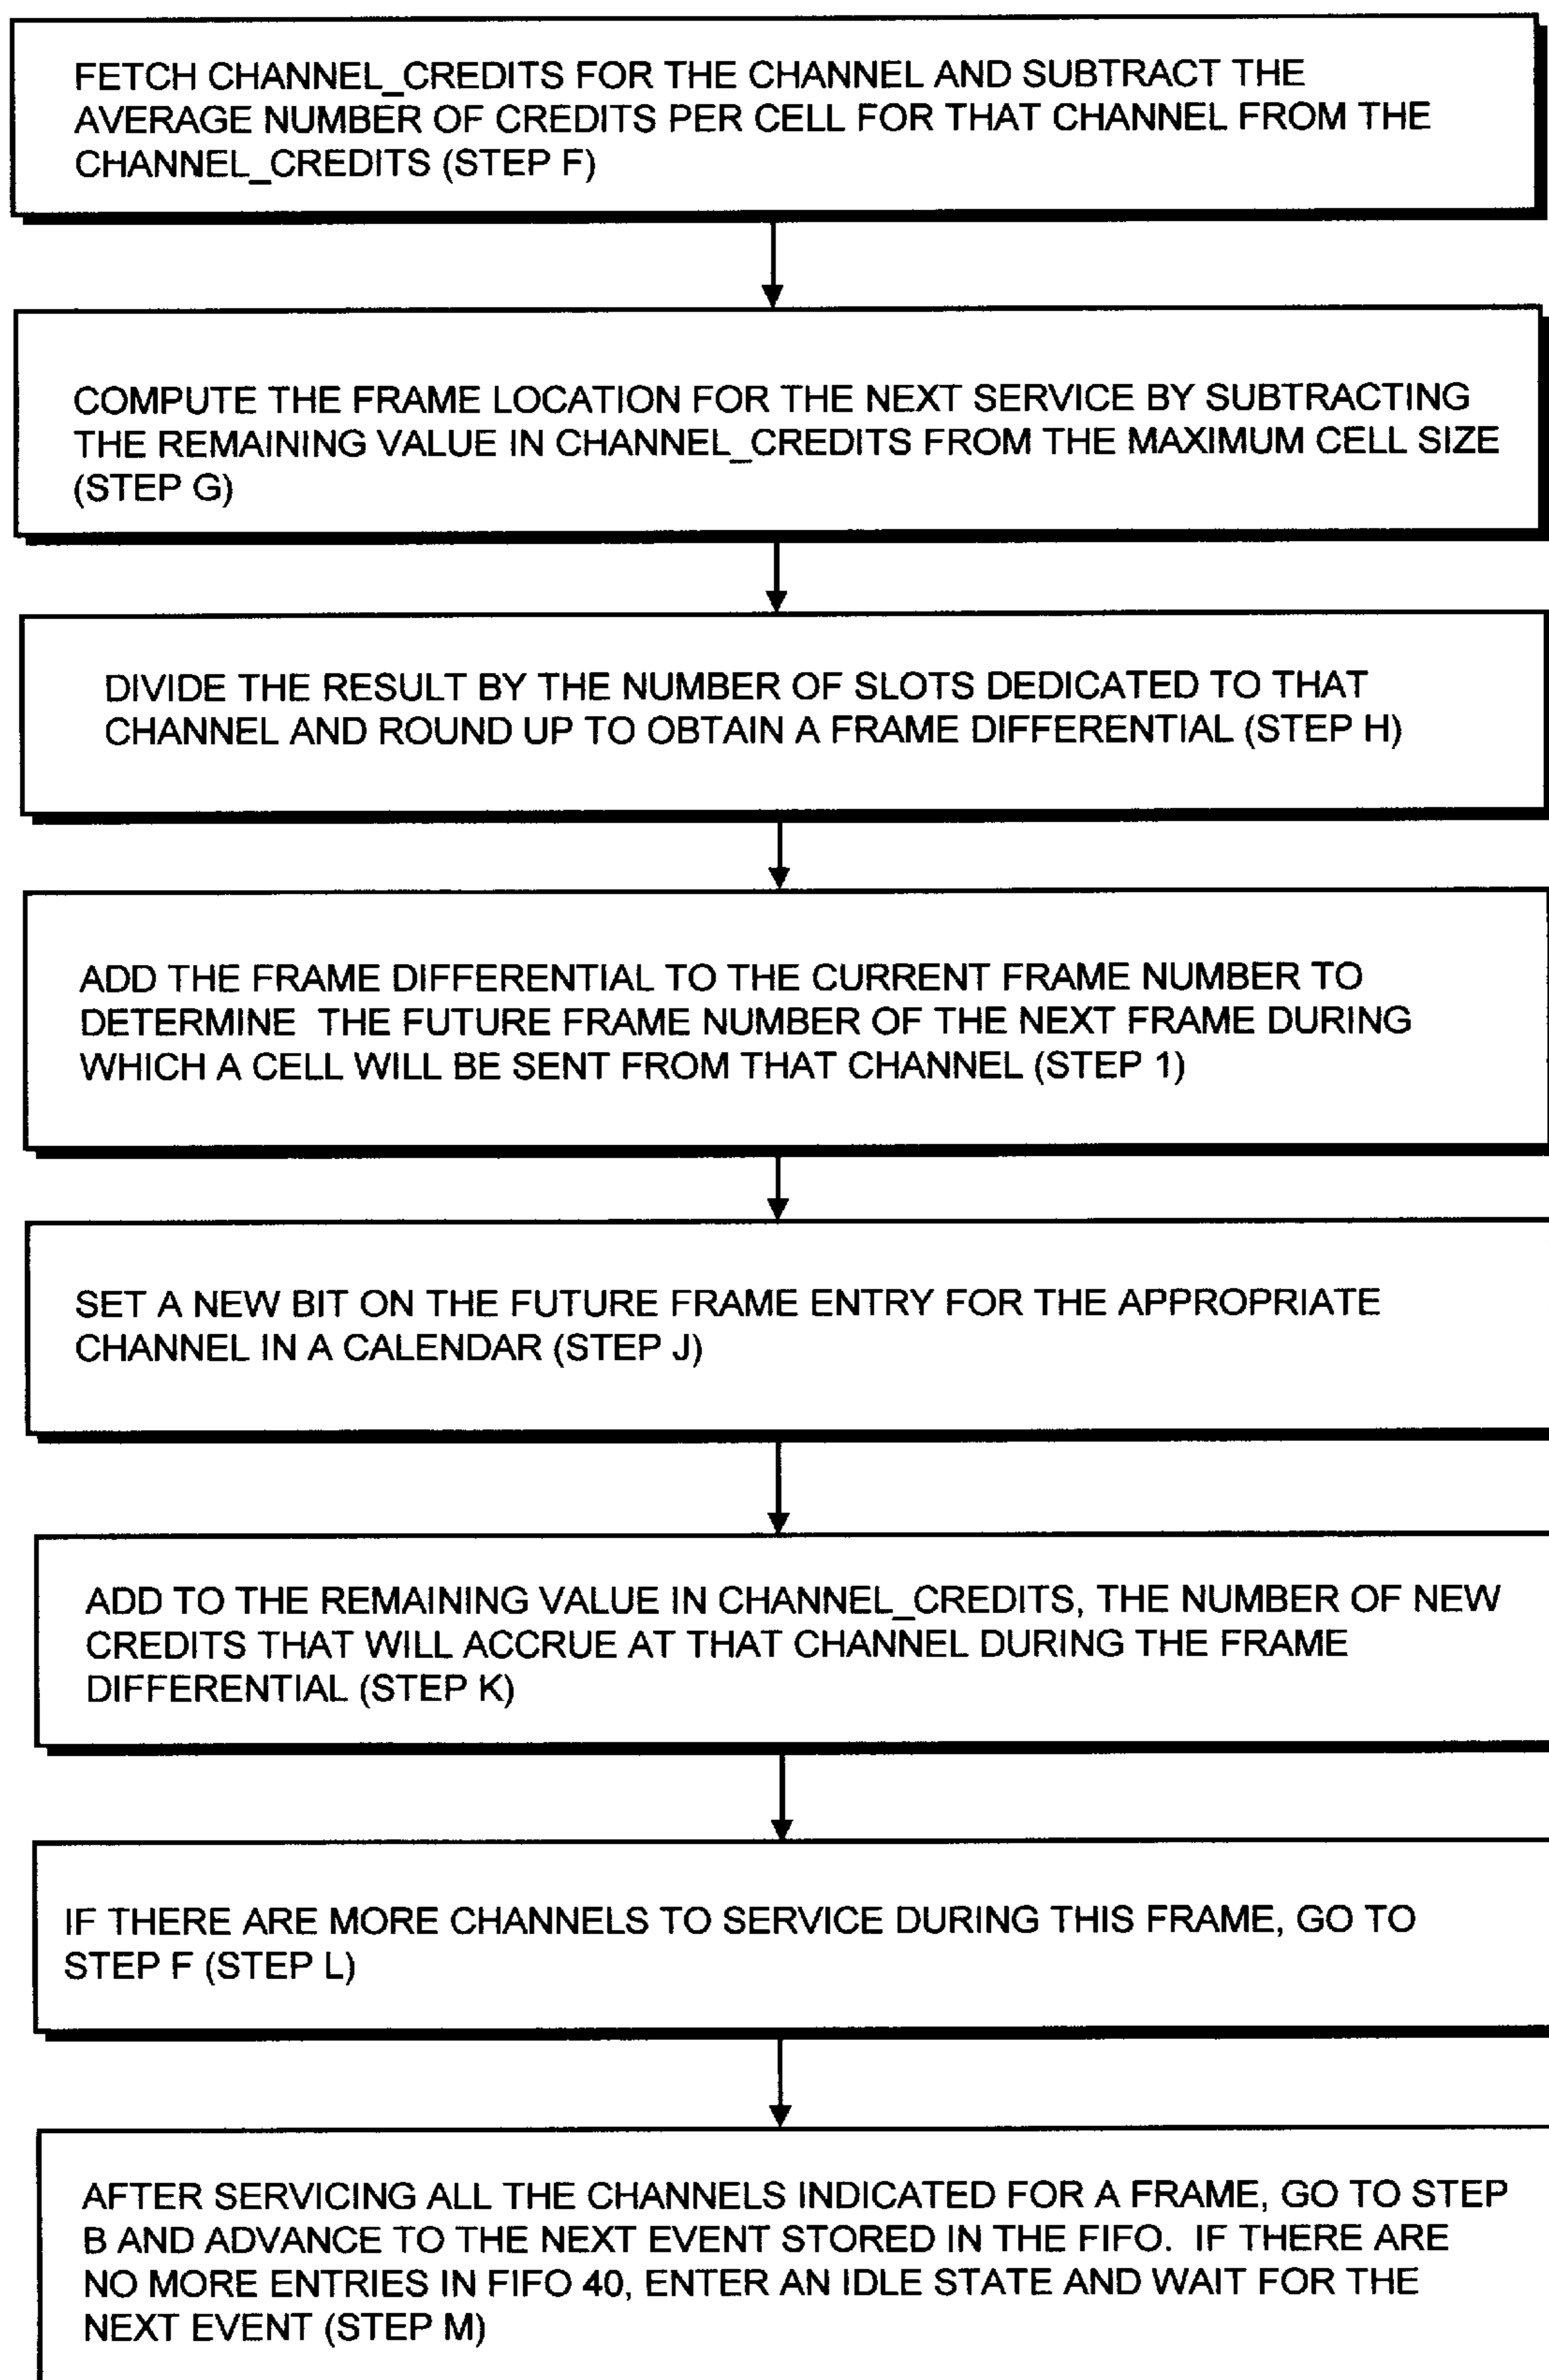 FETCH CHANNEL_CREDITS FOR THE CHANNEL AND SUBTRACT THE
AVERAGE NUMBER OF CREDITS PER CELL FOR THAT CHANNEL FROM THE
CHANNEL_CREDITS (STEP F)
COMPUTE THE FRAME LOCATION FOR THE NEXT SERVICE BY SUBTRACTING
THE REMAINING VALUE IN CHANNEL_CREDITS FROM THE MAXIMUM CELL SIZE
(STEP G)
DIVIDE THE RESULT BY THE NUMBER OF SLOTS DEDICATED TO THAT
CHANNEL AND ROUND UP TO OBTAIN A FRAME DIFFERENTIAL (STEP H)
ADD THE FRAME DIFFERENTIAL TO THE CURRENT FRAME NUMBER TO
DETERMINE THE FUTURE FRAME NUMBER OF THE NEXT FRAME DURING
WHICH A CELL WILL BE SENT FROM THAT CHANNEL (STEP 1)
SET A NEW BIT ON THE FUTURE FRAME ENTRY FOR THE APPROPRIATE
CHANNEL IN A CALENDAR (STEP J)
ADD TO THE REMAINING VALUE IN CHANNEL_CREDITS, THE NUMBER OF NEW
CREDITS THAT WILL ACCRUE AT THAT CHANNEL DURING THE FRAME
DIFFERENTIAL (STEP K)
IF THERE ARE MORE CHANNELS TO SERVICE DURING THIS FRAME, GO TO
STEP F (STEP L)
AFTER SERVICING ALL THE CHANNELS INDICATED FOR A FRAME, GO TO STEP
B AND ADVANCE TO THE NEXT EVENT STORED IN THE FIFO. IF THERE ARE
NO MORE ENTRIES IN FIFO 40, ENTER AN IDLE STATE AND WAIT FOR THE
NEXT EVENT (STEP M)